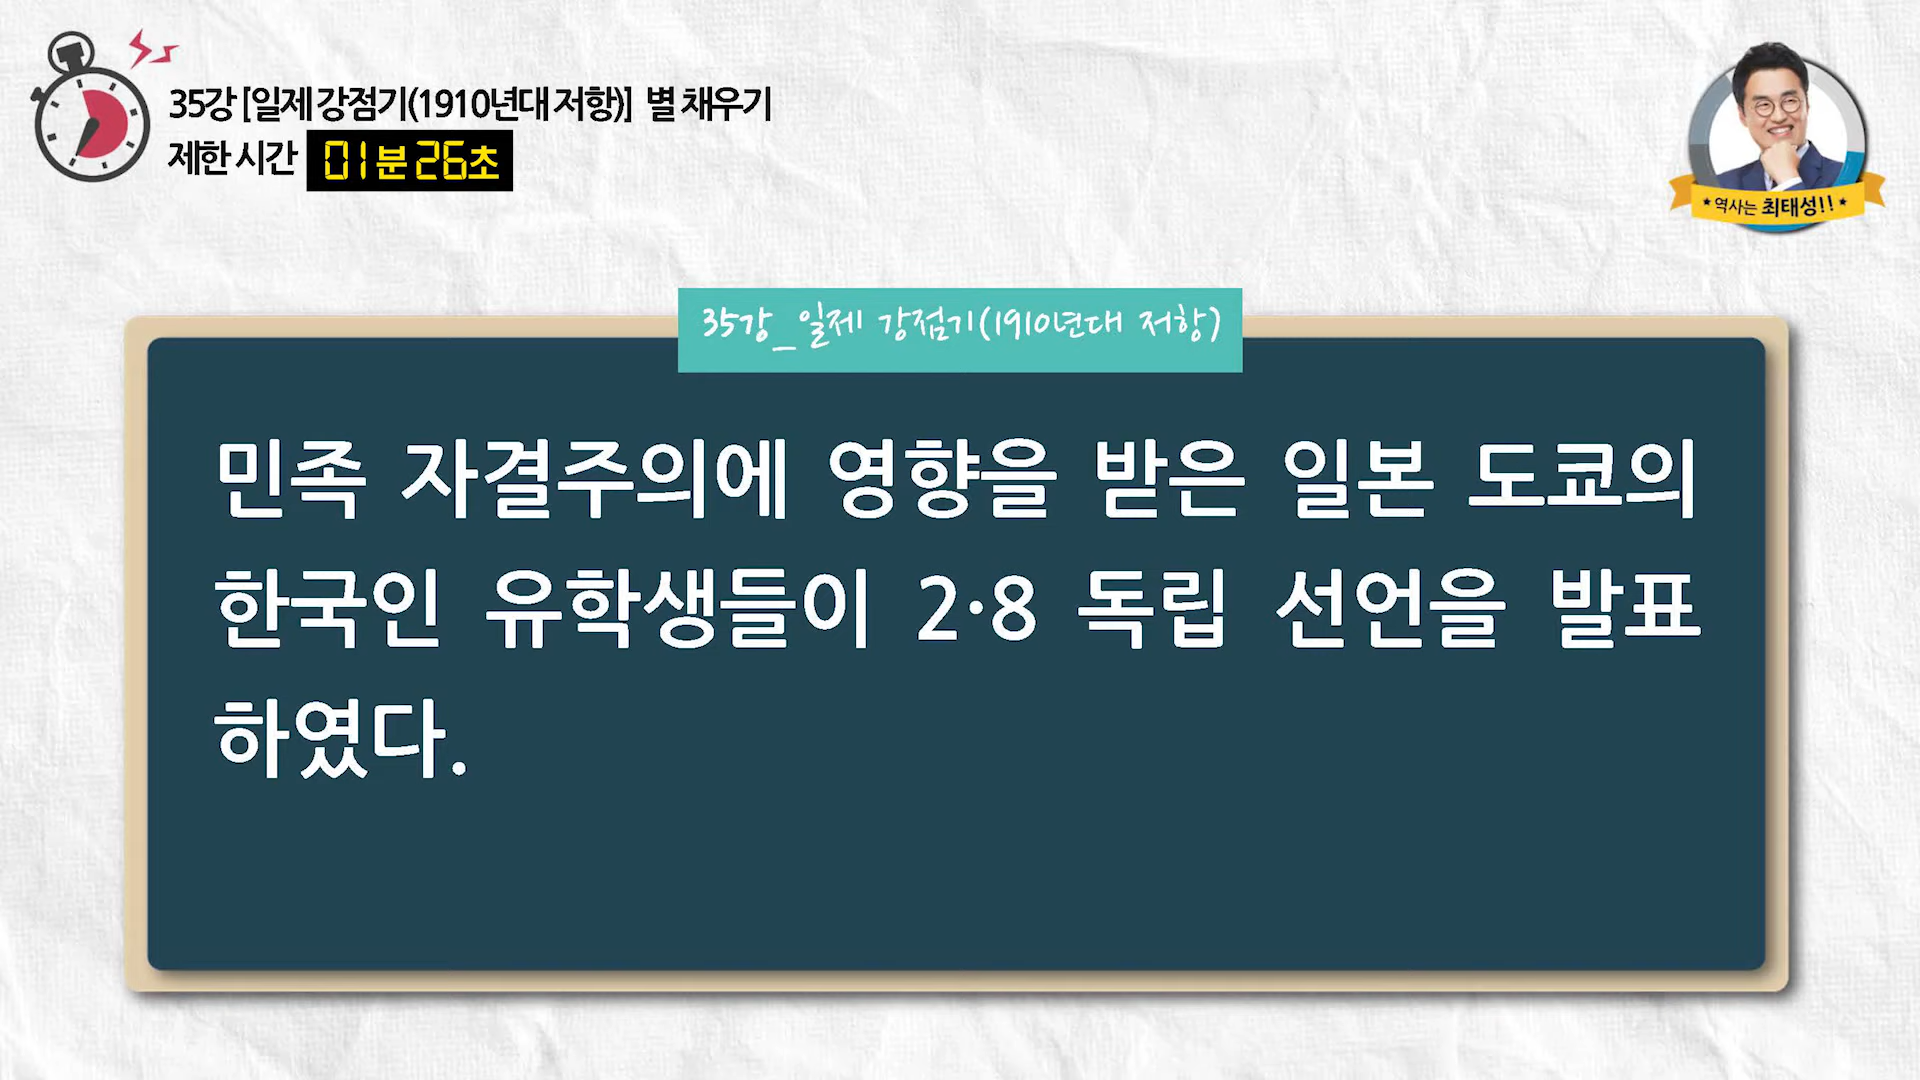 35강 [일제 강점기(1910년대 저항)] 별 채우기
제한 시간 01분 26초
★역사는 최태성!!★
35강_일제 강점기(1910년대 저항)
민족 자결주의에 영향을 받은 일본 도쿄의
한국인 유학생들이 2·8 독립 선언을 발표
하였다.